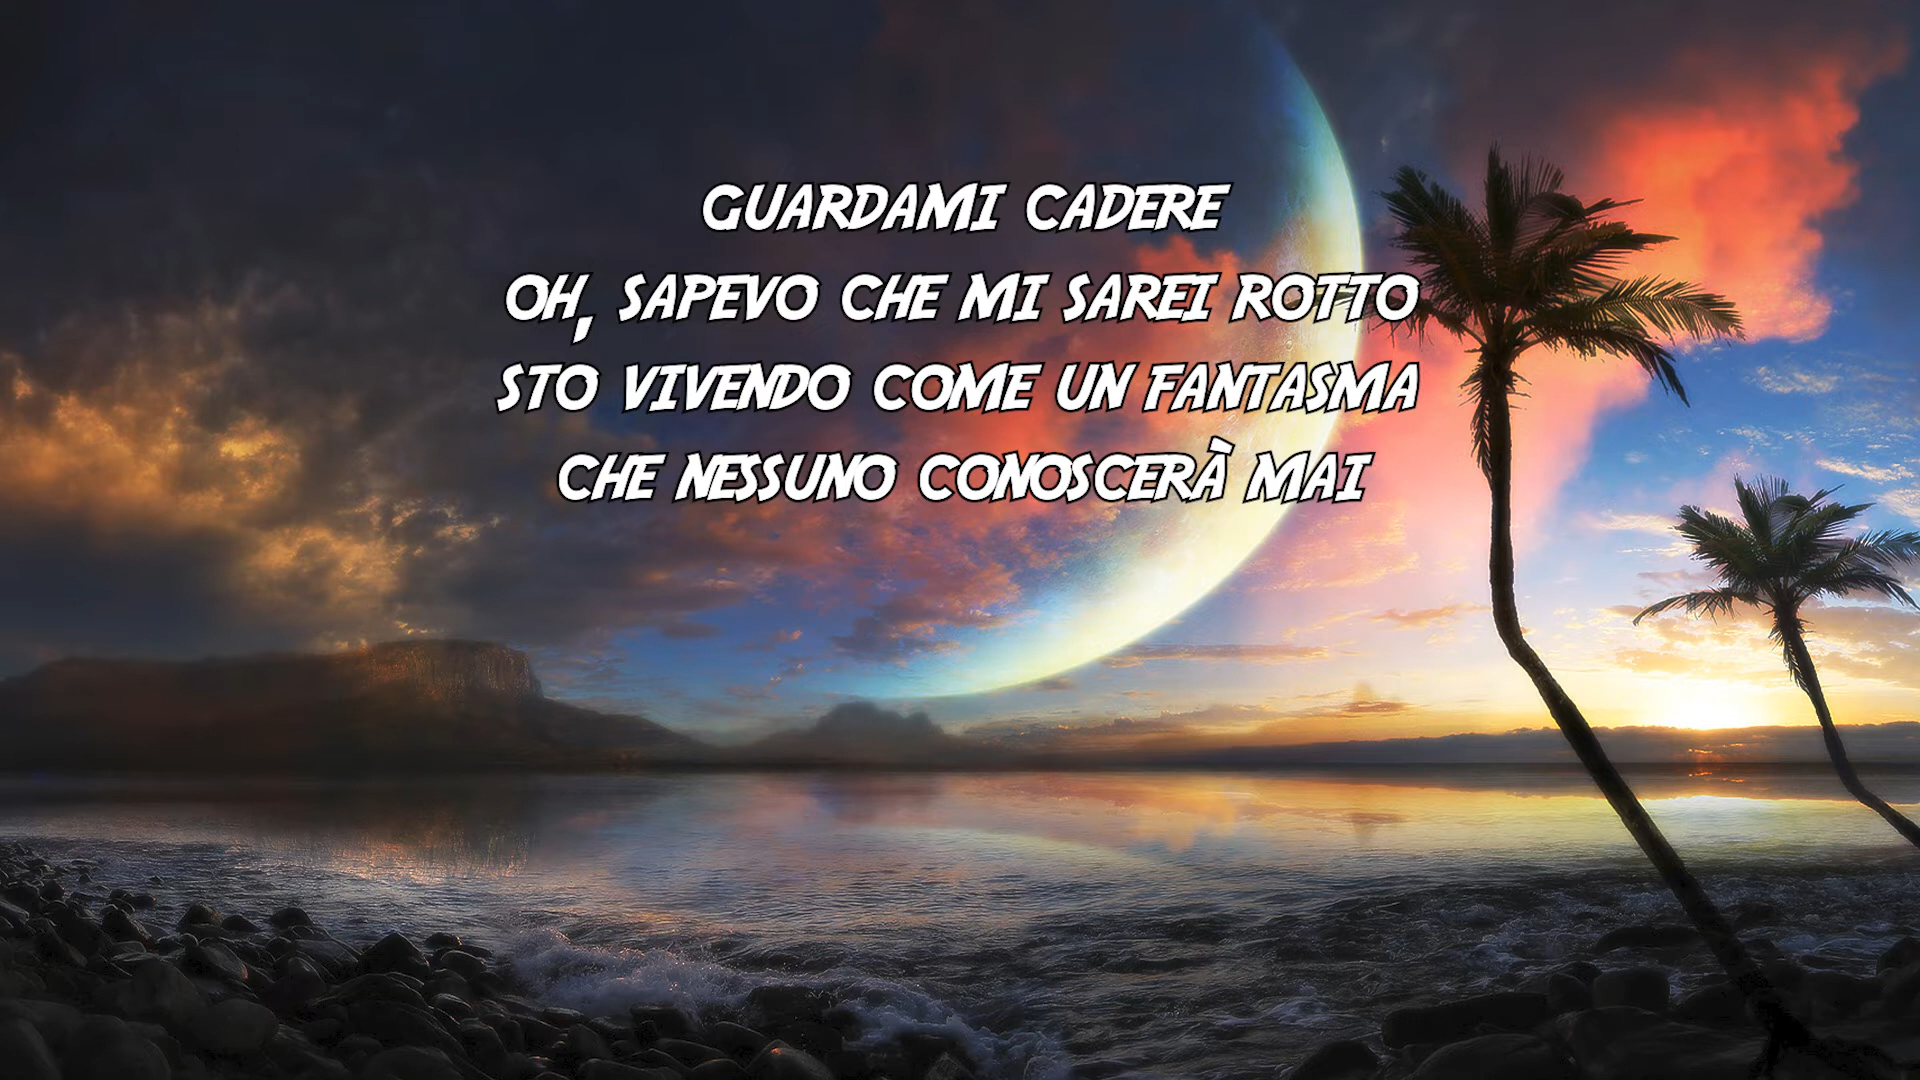 GUARDAMI CADERE
OH, SAPEVO CHE MI SAREI ROTTO
STO VIVENDO COME UN FANTASMA
CHE NESSUNO CONOSCERÀ MAI